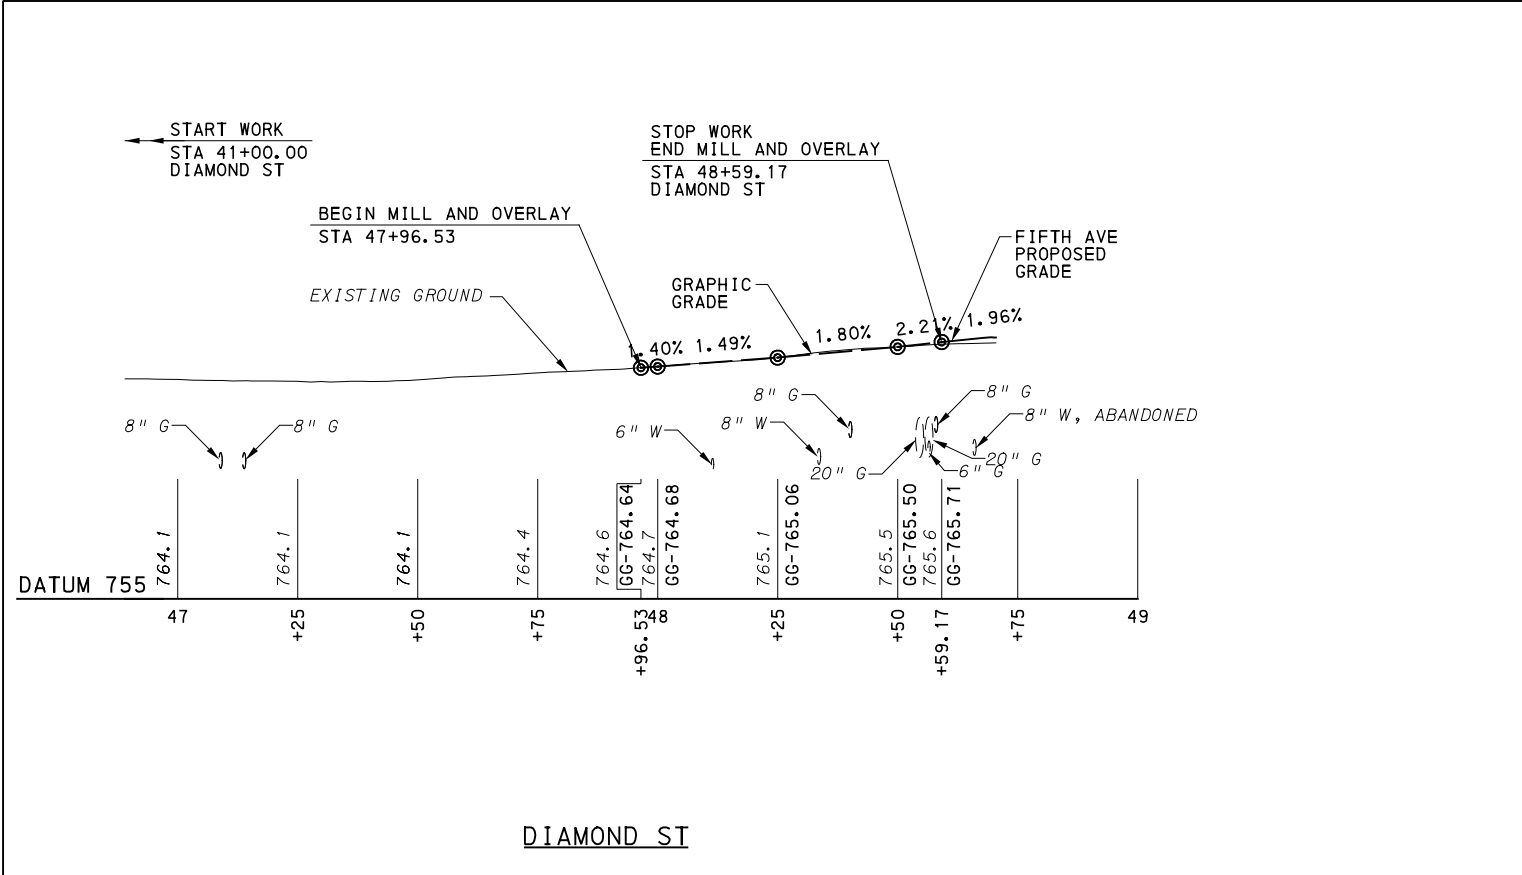 START WORK
STA 41+00.00
DIAMOND ST
STOP WORK
END MILL AND OVERLAY
STA 48+59.17
DIAMOND ST
BEGIN MILL AND OVERLAY
STA 47+96.53
FIFTH AVE
PROPOSED
GRADE
GRAPHIC
GRADE
EXISTING GROUND
1.40%
1.49%
1.80%
2.21%
1.96%
8" G
8" G
6" W
8" W
8" G
20" G
8" G
8" W, ABANDONED
20" G
6" G
764.1
764.1
764.1
764.4
764.6
GG-764.64
764.7
GG-764.68
765.1
GG-765.06
765.5
GG-765.50
765.6
GG-765.71
DATUM 755
47
+25
+50
+75
+96.53
48
+25
+50
+59.17
+75
49
DIAMOND ST